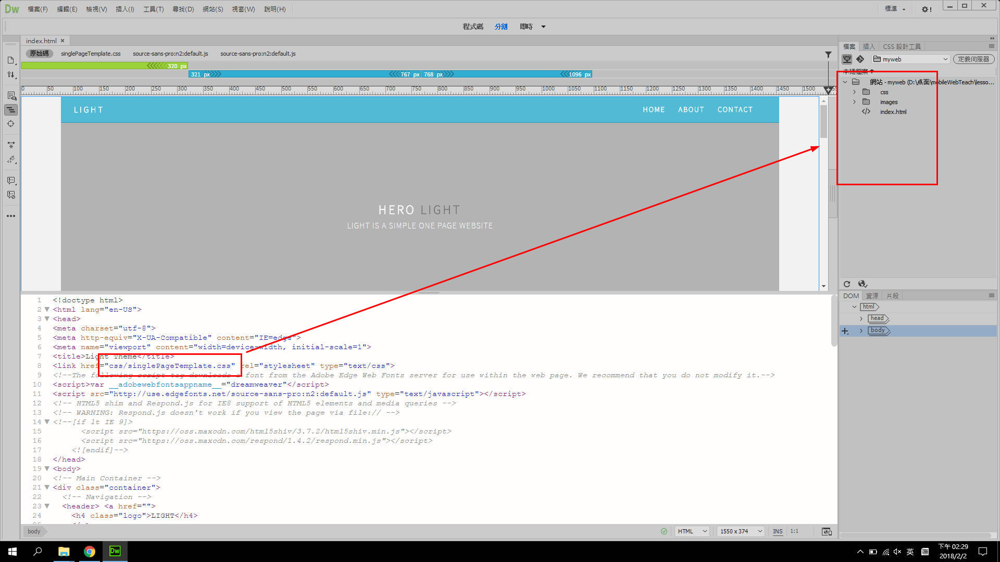 Dw 檔案(F) 編輯(E) 檢視(V) 插入(I) 工具(T) 尋找(D) 網站(S) 視窗(W) 說明(H) 標準 !
程式碼 分割 即時
index.html
原始碼 singlePageTemplate.css source-sans-pro:n2:default.js source-sans-pro:n2:default.js
320 px
321 px 767 px 768 px 1096 px
0 50 100 150 200 250 300 350 400 450 500 550 600 650 700 750 800 850 900 950 1000 1050 1100 1150 1200 1250 1300 1350 1400 1450 1500
LIGHT HOME ABOUT CONTACT
HERO LIGHT
LIGHT IS A SIMPLE ONE PAGE WEBSITE
1 <!doctype html>
2 <html lang="en-US">
3 <head>
4 <meta charset="utf-8">
5 <meta http-equiv="X-UA-Compatible" content="IE=edge">
6 <meta name="viewport" content="width=device-width, initial-scale=1">
7 <title>Light Theme</title>
8 <link href="css/singlePageTemplate.css" rel="stylesheet" type="text/css">
9 <!--The following script tag downloads a font from the Adobe Edge Web Fonts server for use within the web page. We recommend that you do not modify it.-->
10 <script>var __adobewebfontsappname__="dreamweaver"</script>
11 <script src="http://use.edgefonts.net/source-sans-pro:n2:default.js" type="text/javascript"></script>
12 <!-- HTML5 shim and Respond.js for IE8 support of HTML5 elements and media queries -->
13 <!-- WARNING: Respond.js doesn't work if you view the page via file:// -->
14 <!--[if lt IE 9]>
15 <script src="https://oss.maxcdn.com/html5shiv/3.7.2/html5shiv.min.js"></script>
16 <script src="https://oss.maxcdn.com/respond/1.4.2/respond.min.js"></script>
17 <![endif]-->
18 </head>
19 <body>
20 <!-- Main Container -->
21 <div class="container">
22 <!-- Navigation -->
23 <header> <a href="">
24 <h4 class="logo">LIGHT</h4>
body HTML 1550 x 374 INS 1:1
檔案 插入 CSS 設計工具
myweb 定義伺服器
本機檔案
網站 - myweb (D:\桌面\mobileWebTeach\lesso...
css
images
index.html
DOM 資源 片段
html
head
body
Dw 英 下午 02:29
2018/2/2